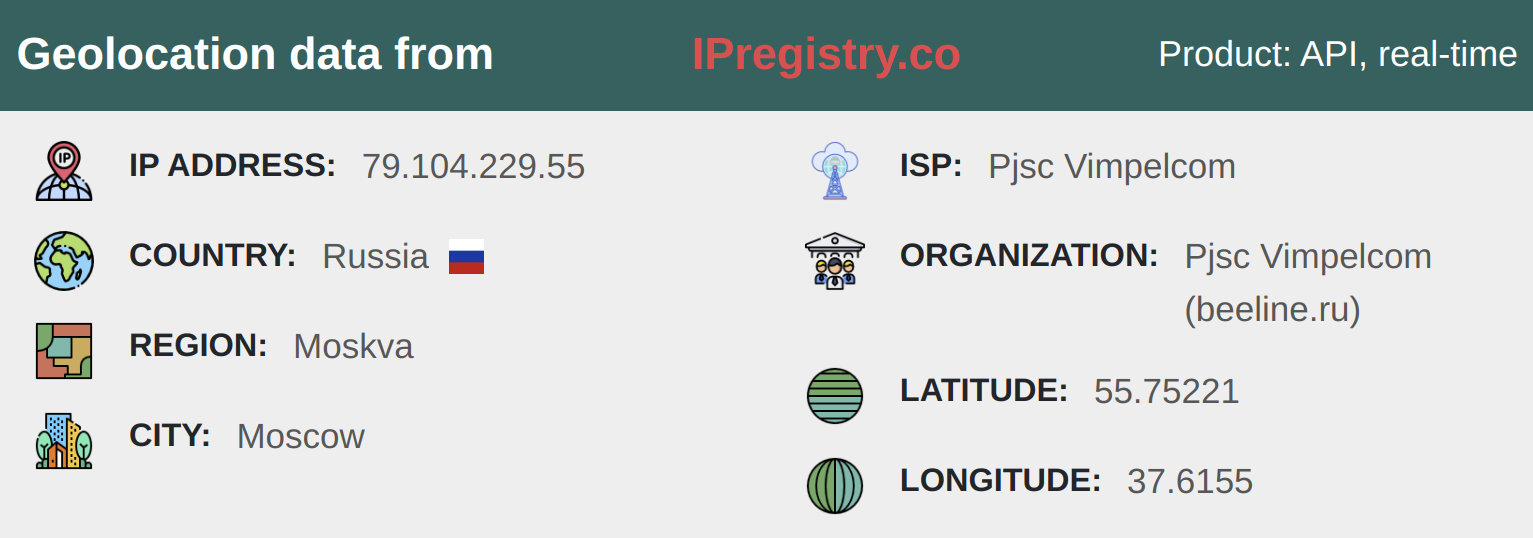 Geolocation data from IPregistry.co Product: API, real-time
IP
IP ADDRESS: 79.104.229.55
COUNTRY: Russia
REGION: Moskva
CITY: Moscow
ISP: Pjsc Vimpelcom
ORGANIZATION: Pjsc Vimpelcom
(beeline.ru)
LATITUDE: 55.75221
LONGITUDE: 37.6155